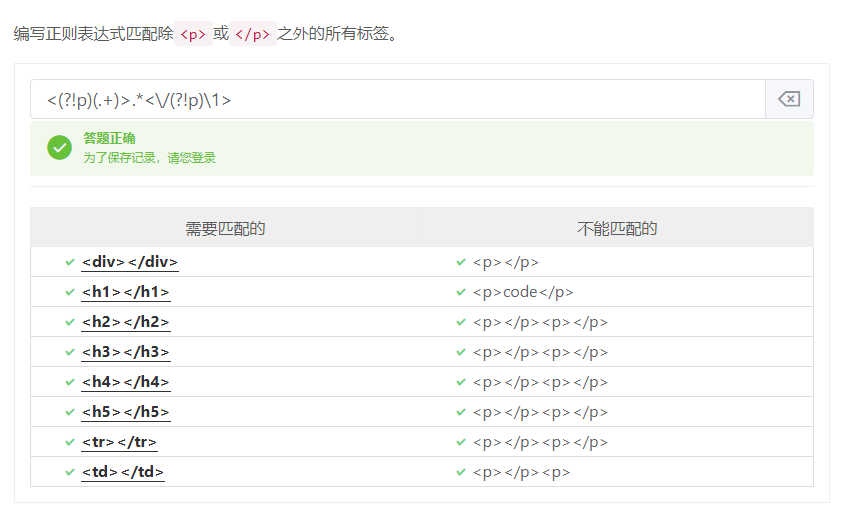 编写正则表达式匹配除 <p> 或 </p> 之外的所有标签。
<(?!p)(.+)>.*<\/(?!p)\1>
答题正确
为了保存记录，请您登录
需要匹配的 不能匹配的
<div></div> <p></p>
<h1></h1> <p>code</p>
<h2></h2> <p></p><p></p>
<h3></h3> <p></p><p></p>
<h4></h4> <p></p><p></p>
<h5></h5> <p></p><p></p>
<tr></tr> <p></p><p></p>
<td></td> <p></p><p>